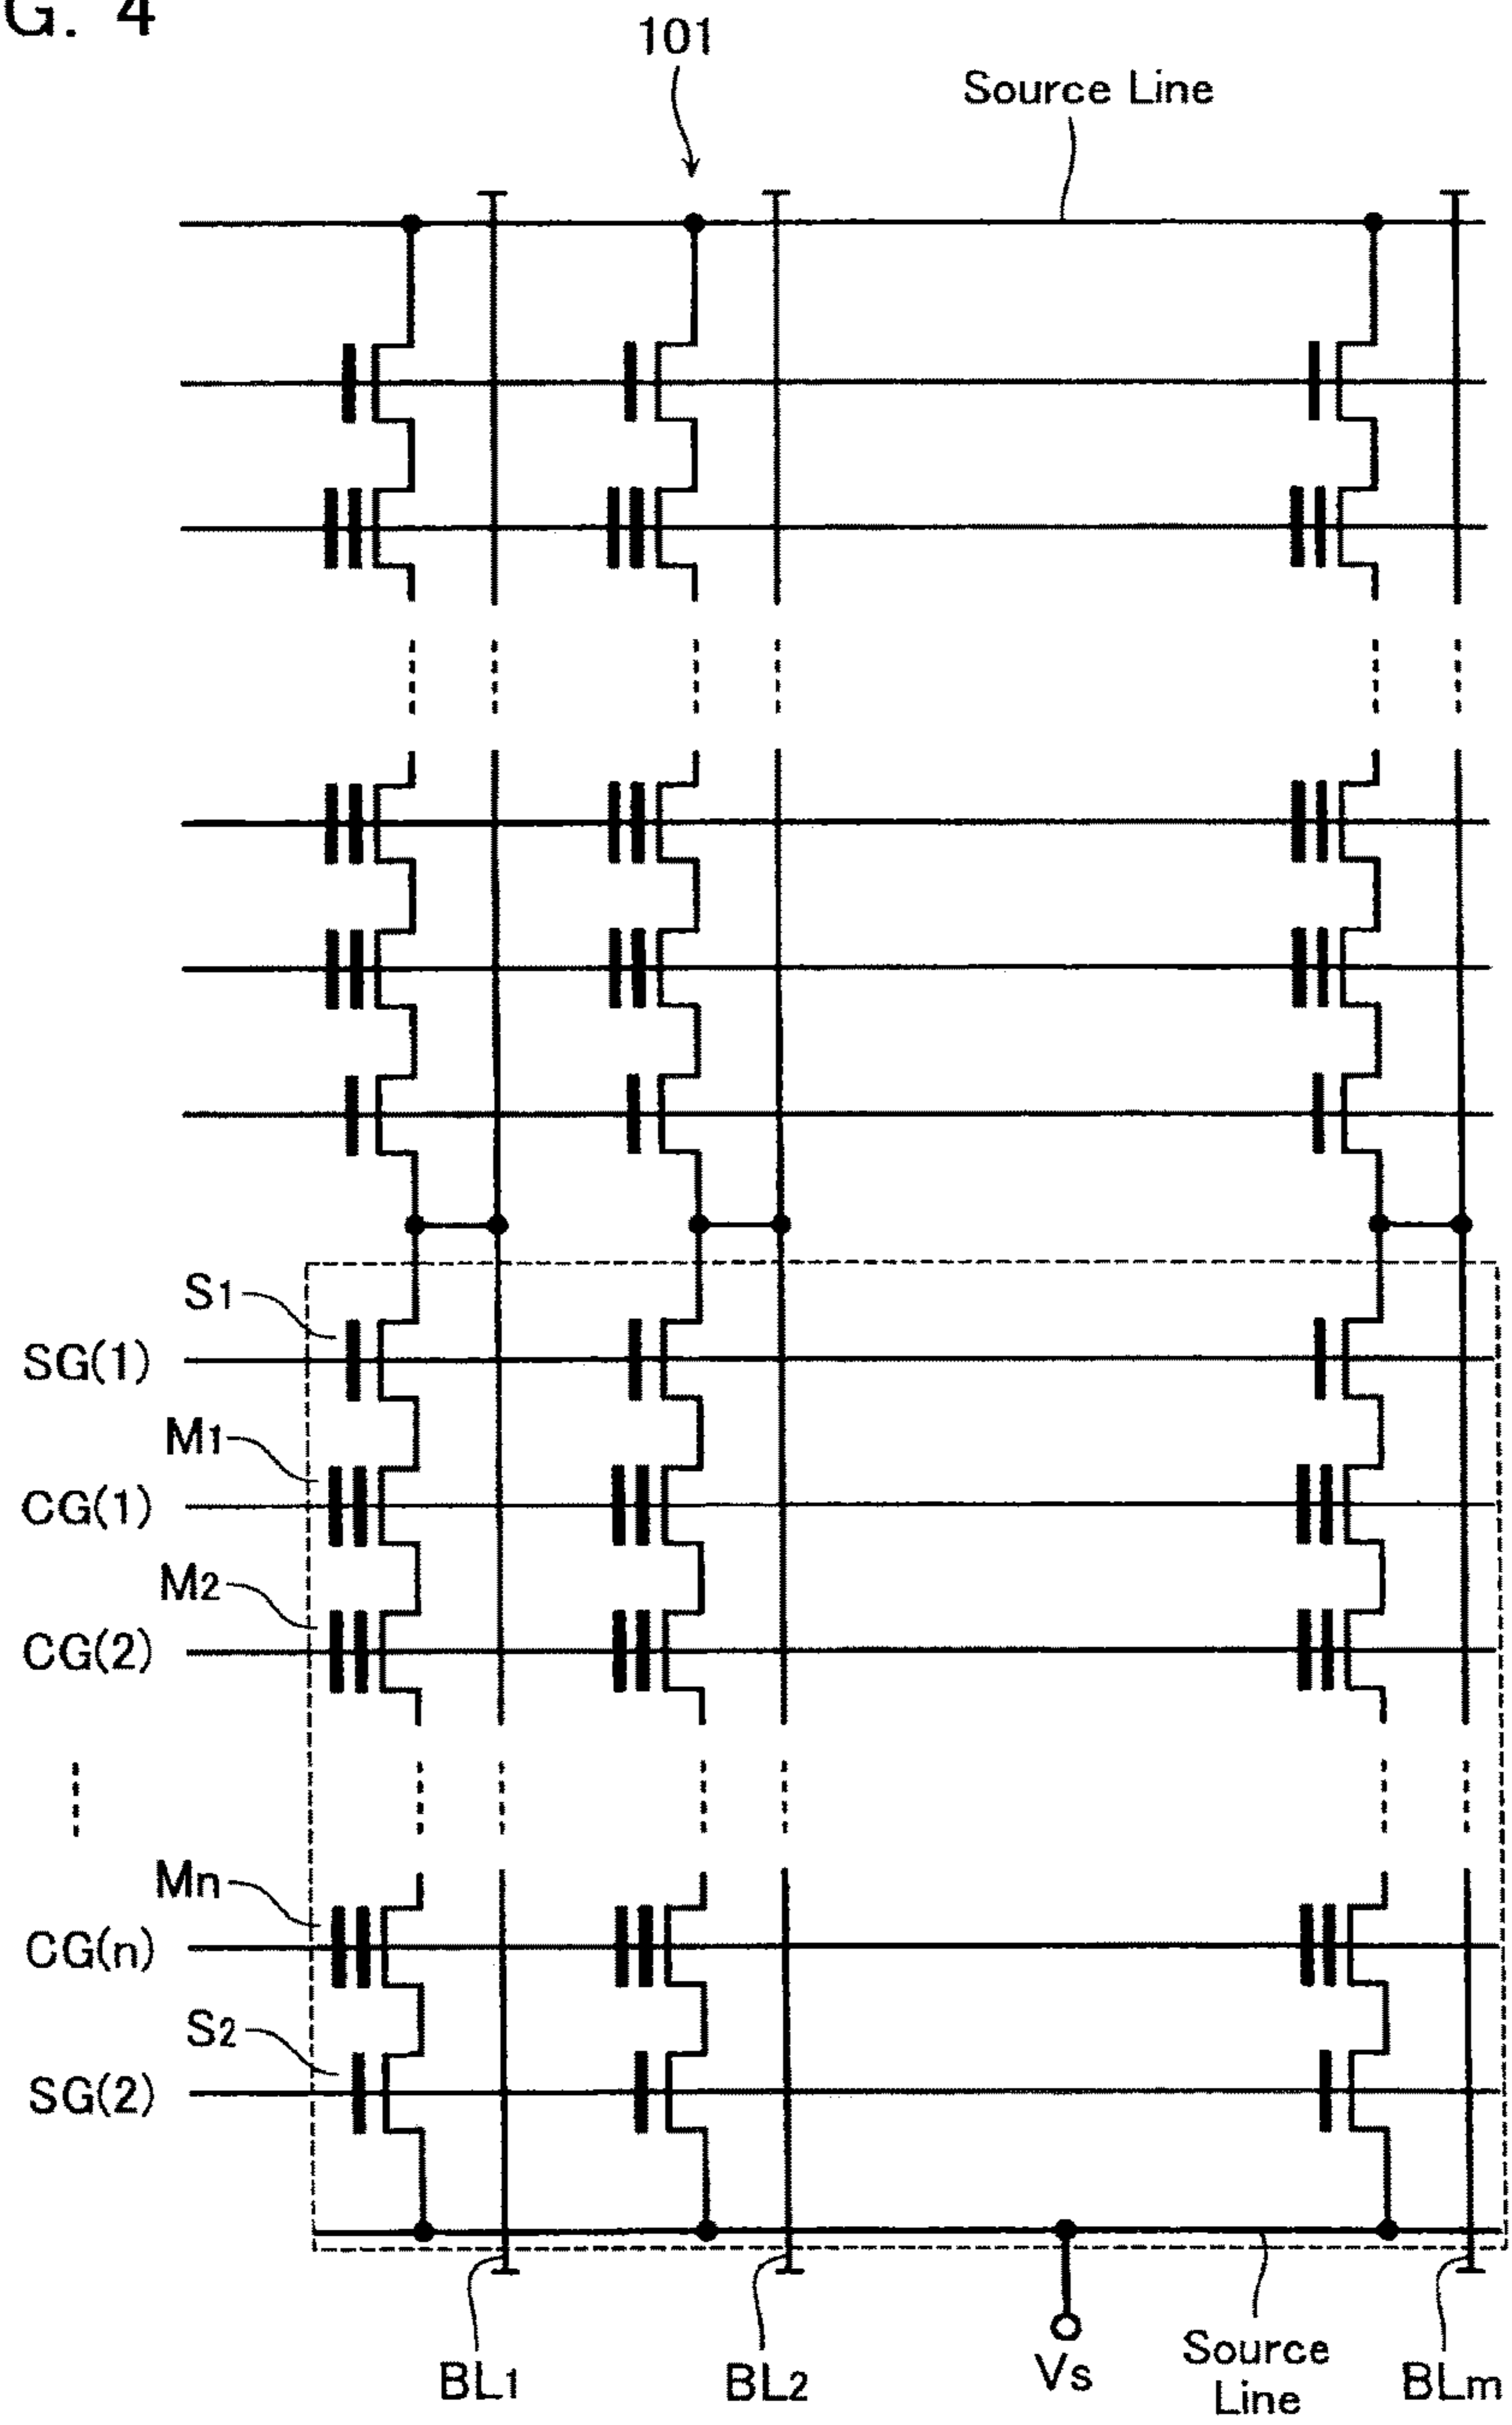 G. 4
101
Source Line
S1
SG(1)
M1
CG(1)
M2
CG(2)
Mn
CG(n)
S2
SG(2)
BL1
BL2
Vs
Source
Line
BLm